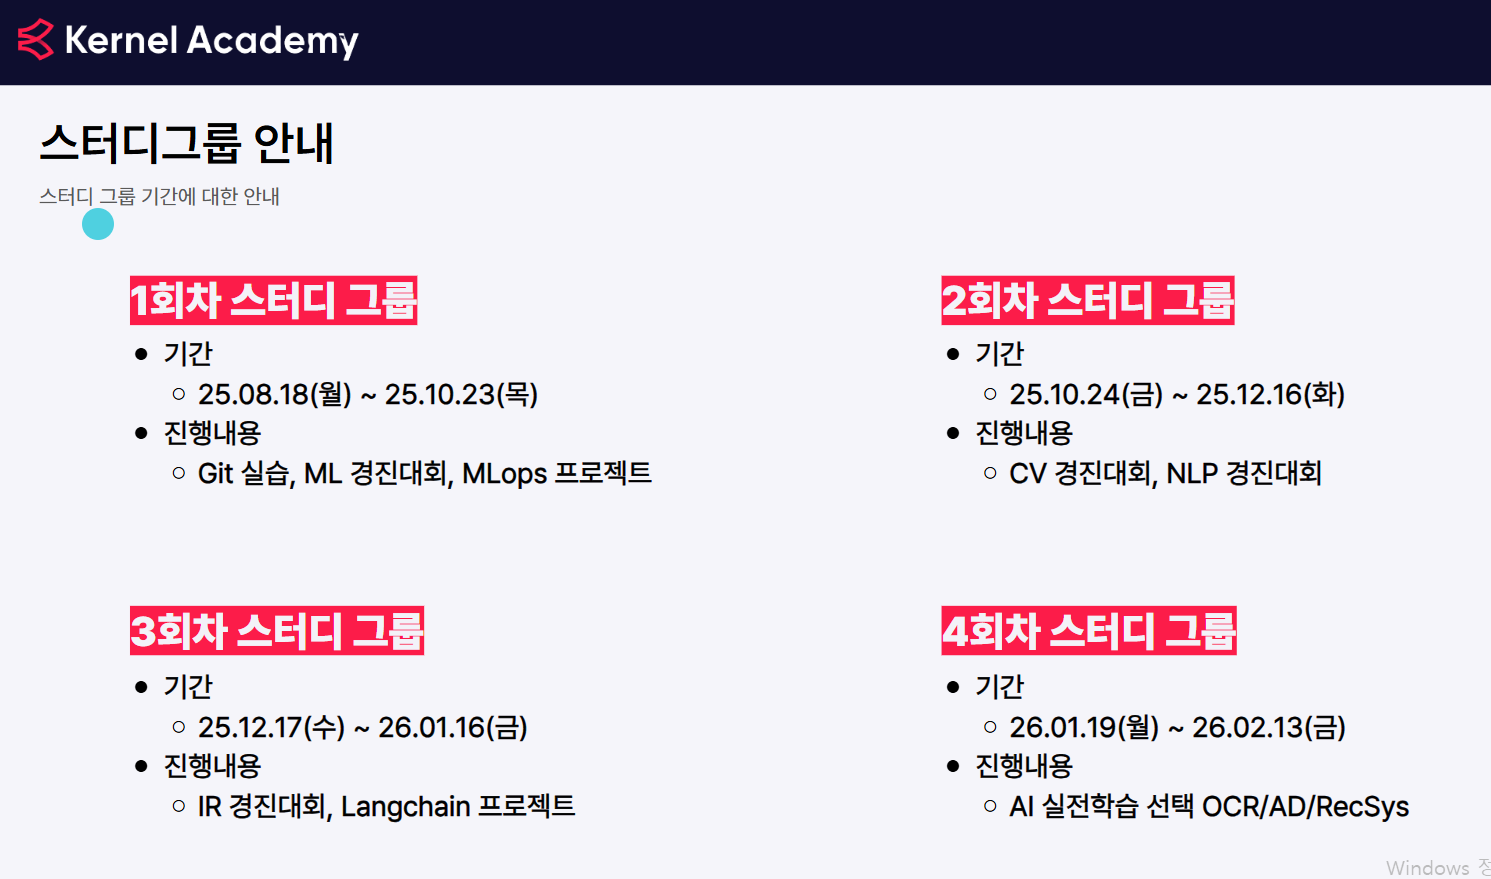 Kernel Academy
스터디그룹 안내
스터디 그룹 기간에 대한 안내
1회차 스터디 그룹
● 기간
○ 25.08.18(월) ~ 25.10.23(목)
● 진행내용
○ Git 실습, ML 경진대회, MLops 프로젝트
2회차 스터디 그룹
● 기간
○ 25.10.24(금) ~ 25.12.16(화)
● 진행내용
○ CV 경진대회, NLP 경진대회
3회차 스터디 그룹
● 기간
○ 25.12.17(수) ~ 26.01.16(금)
● 진행내용
○ IR 경진대회, Langchain 프로젝트
4회차 스터디 그룹
● 기간
○ 26.01.19(월) ~ 26.02.13(금)
● 진행내용
○ AI 실전학습 선택 OCR/AD/RecSys
Windows